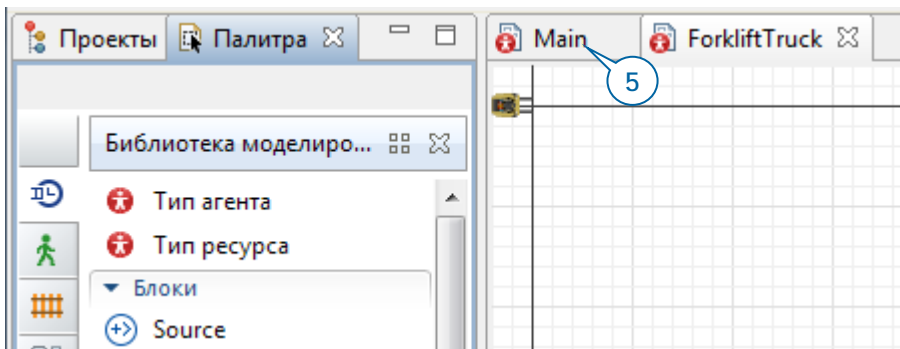 Проекты Палитра Main ForkliftTruck
5
Библиотека моделиро...
Тип агента
Тип ресурса
Блоки
Source